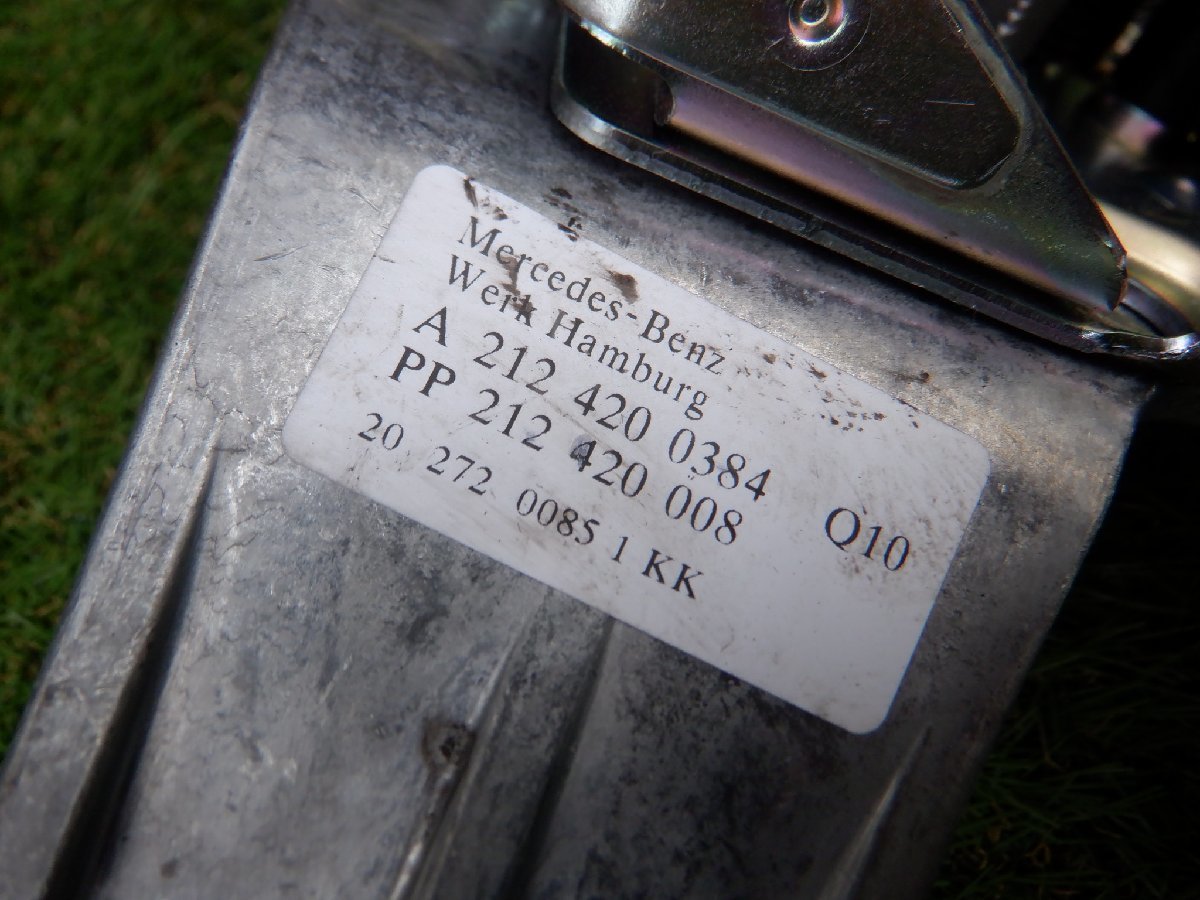 Mercedes-Benz
Werk Hamburg
A 212 420 0384 Q10
PP 212 420 008
20 272 0085 1 KK